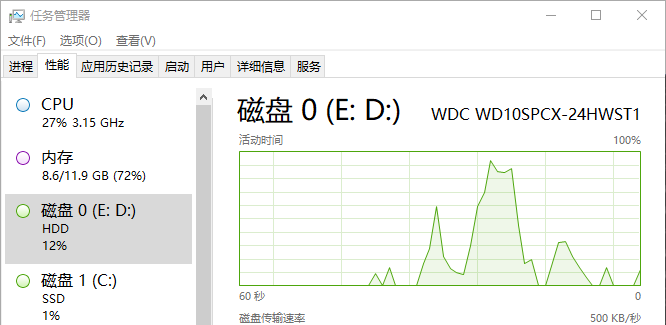 任务管理器
文件(F) 选项(O) 查看(V)
进程 性能 应用历史记录 启动 用户 详细信息 服务
CPU
27% 3.15 GHz
内存
8.6/11.9 GB (72%)
磁盘 0 (E: D:)
HDD
12%
磁盘 1 (C:)
SSD
1%
磁盘 0 (E: D:) WDC WD10SPCX-24HWST1
活动时间 100%
60 秒 0
磁盘传输速率 500 KB/秒